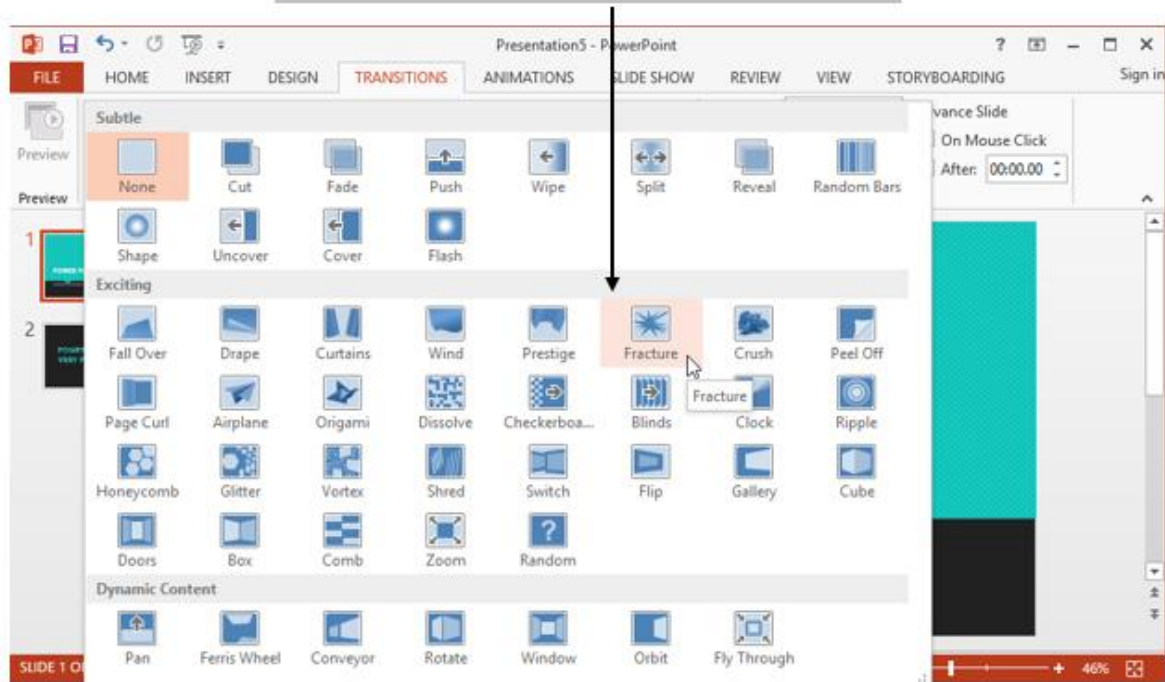 Presentation5 - PowerPoint
?
FILE HOME INSERT DESIGN TRANSITIONS ANIMATIONS SLIDE SHOW REVIEW VIEW STORYBOARDING Sign in
Preview
Preview
Subtle
None Cut Fade Push Wipe Split Reveal Random Bars
Shape Uncover Cover Flash
Exciting
Fall Over Drape Curtains Wind Prestige Fracture Crush Peel Off
Fracture
Page Curl Airplane Origami Dissolve Checkerboa... Blinds Clock Ripple
Honeycomb Glitter Vortex Shred Switch Flip Gallery Cube
Doors Box Comb Zoom Random
Dynamic Content
Pan Ferris Wheel Conveyor Rotate Window Orbit Fly Through
vance Slide
On Mouse Click
After: 00:00.00
1
2
SLIDE 1 O
46%